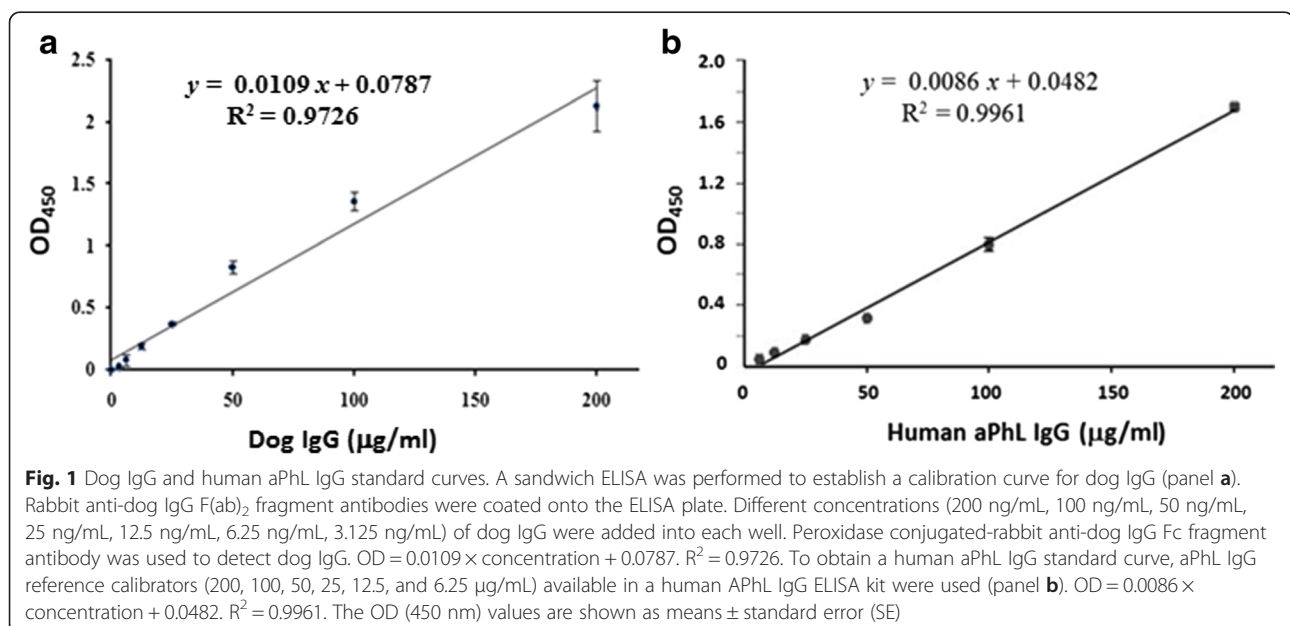 a
2.5
2
1.5
1
0.5
0
OD450
y = 0.0109 x + 0.0787
R² = 0.9726
0 50 100 150 200
Dog IgG (µg/ml)
b
2.0
1.6
1.2
0.8
0.4
0
OD450
y = 0.0086 x + 0.0482
R² = 0.9961
0 50 100 150 200
Human aPhL IgG (µg/ml)
Fig. 1 Dog IgG and human aPhL IgG standard curves. A sandwich ELISA was performed to establish a calibration curve for dog IgG (panel a).
Rabbit anti-dog IgG F(ab)2 fragment antibodies were coated onto the ELISA plate. Different concentrations (200 ng/mL, 100 ng/mL, 50 ng/mL,
25 ng/mL, 12.5 ng/mL, 6.25 ng/mL, 3.125 ng/mL) of dog IgG were added into each well. Peroxidase conjugated-rabbit anti-dog IgG Fc fragment
antibody was used to detect dog IgG. OD = 0.0109 × concentration + 0.0787. R² = 0.9726. To obtain a human aPhL IgG standard curve, aPhL IgG
reference calibrators (200, 100, 50, 25, 12.5, and 6.25 µg/mL) available in a human APhL IgG ELISA kit were used (panel b). OD = 0.0086 ×
concentration + 0.0482. R² = 0.9961. The OD (450 nm) values are shown as means ± standard error (SE)